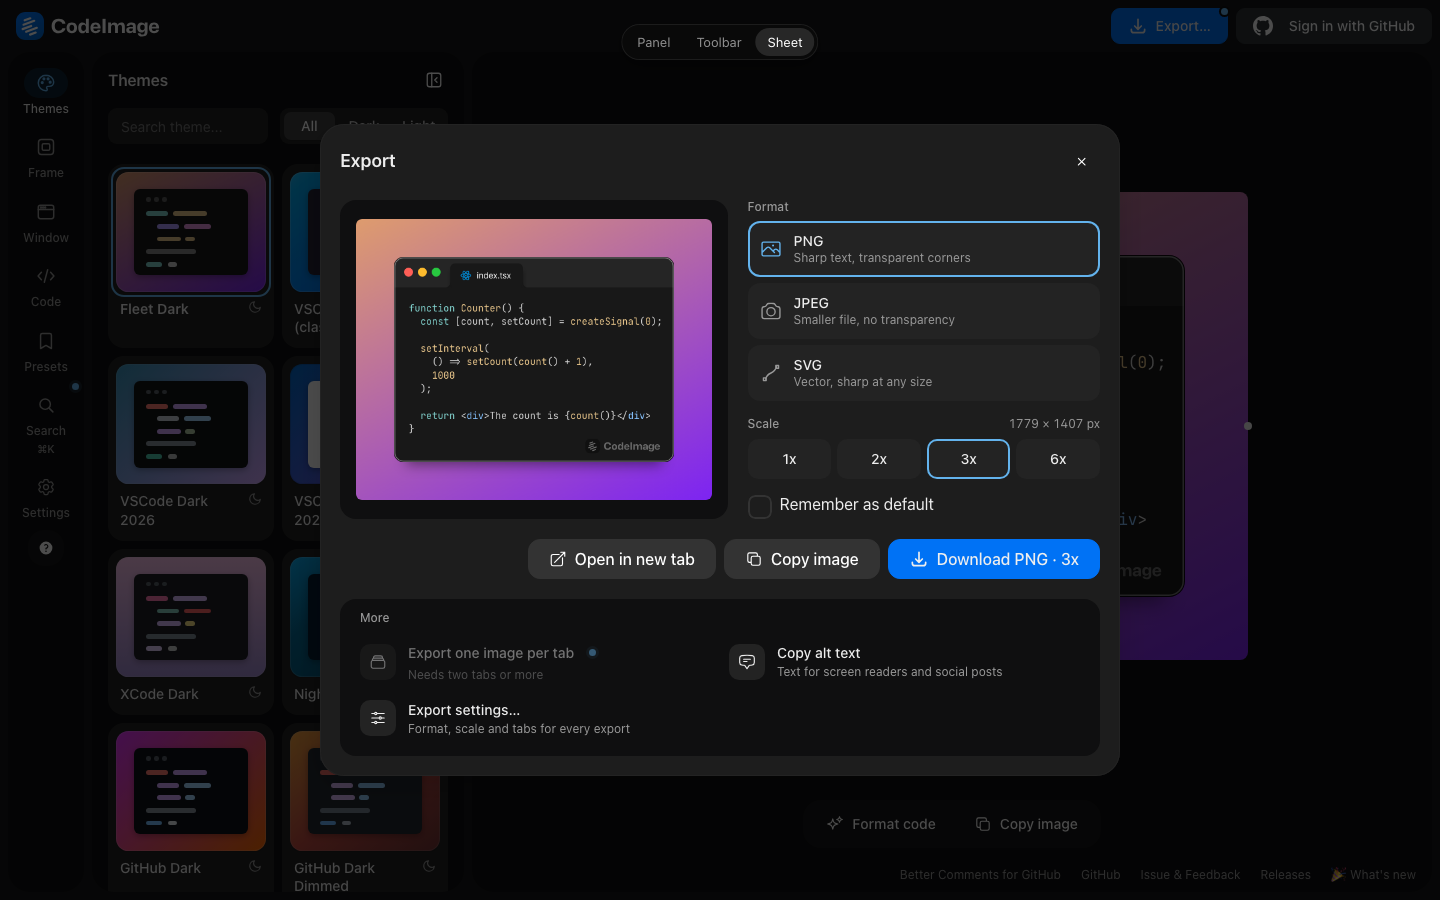 CodeImage
Panel
Toolbar
Sheet
Export...
Sign in with GitHub
Themes
Frame
Window
Code
Presets
Search
⌘K
Settings
Themes
Search theme...
All
Dark
Light
Fleet Dark
VSCode Dark
2026
XCode Dark
GitHub Dark
GitHub Dark
Dimmed
Export
index.tsx
function Counter() {
const [count, setCount] = createSignal(0);
setInterval(
() => setCount(count() + 1),
1000
);
return <div>The count is {count()}</div>
}
CodeImage
Format
PNG
Sharp text, transparent corners
JPEG
Smaller file, no transparency
SVG
Vector, sharp at any size
Scale
1779 × 1407 px
1x
2x
3x
6x
Remember as default
Open in new tab
Copy image
Download PNG · 3x
More
Export one image per tab
Needs two tabs or more
Copy alt text
Text for screen readers and social posts
Export settings...
Format, scale and tabs for every export
Format code
Copy image
Better Comments for GitHub
GitHub
Issue & Feedback
Releases
🎉 What's new